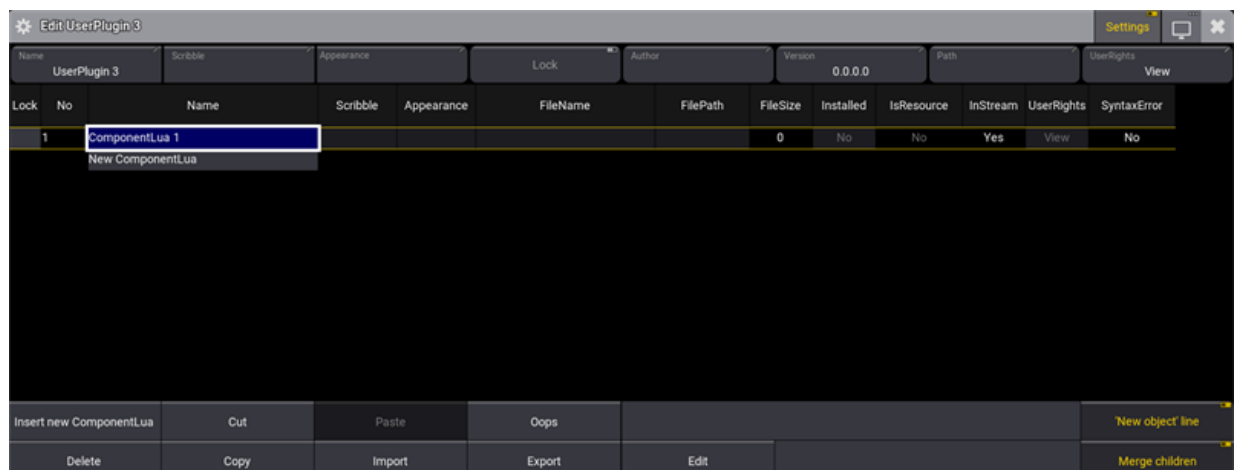 Edit UserPlugin 3 Settings
Name Scribble Appearance Lock Author Version Path UserRights
UserPlugin 3 0.0.0.0 View
Lock No Name Scribble Appearance FileName FilePath FileSize Installed IsResource InStream UserRights SyntaxError
1 ComponentLua 1 0 No No Yes View No
New ComponentLua
Insert new ComponentLua Cut Paste Oops 'New object' line
Delete Copy Import Export Edit Merge children